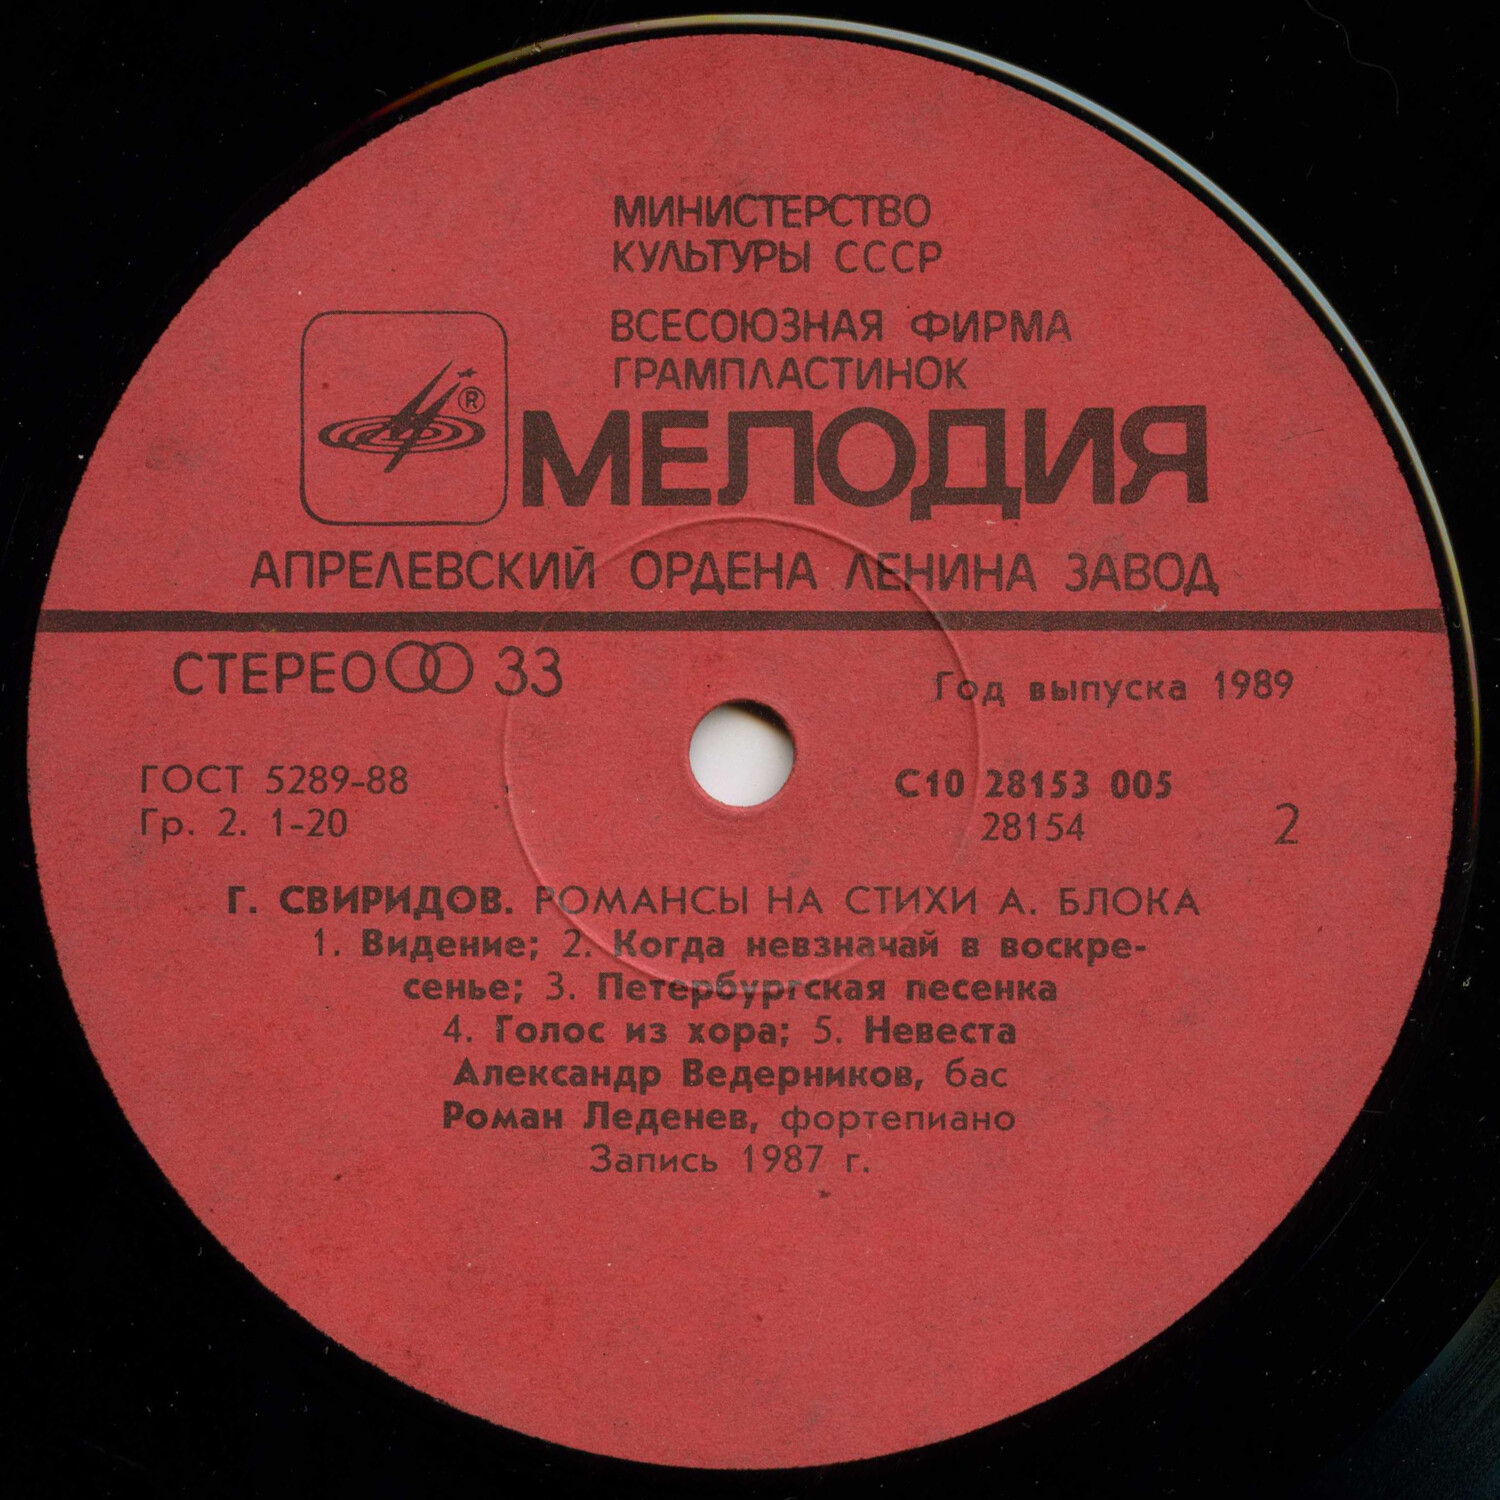 МИНИСТЕРСТВО
КУЛЬТУРЫ СССР
ВСЕСОЮЗНАЯ ФИРМА
ГРАМПЛАСТИНОК
®
МЕЛОДИЯ
АПРЕЛЕВСКИЙ ОРДЕНА ЛЕНИНА ЗАВОД
СТЕРЕО 33
Год выпуска 1989
ГОСТ 5289-88
Гр. 2. 1-20
С10 28153 005
28154
2
Г. СВИРИДОВ. РОМАНСЫ НА СТИХИ А. БЛОКА
1. Видение; 2. Когда невзначай в воскре-
сенье; 3. Петербургская песенка
4. Голос из хора; 5. Невеста
Александр Ведерников, бас
Роман Леденев, фортепиано
Запись 1987 г.